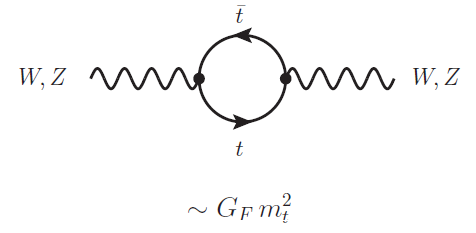 t̄
W, Z W, Z
t
∼ G_F m_t^2